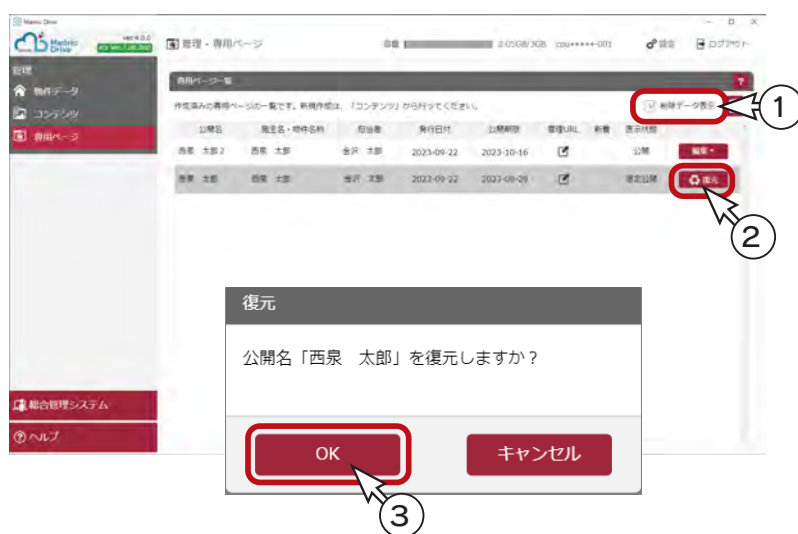 Madric Drive
Madric
Drive
ver.4.0.0
管理 - 専用ページ
容量
2.05GB/3GB
cpu*****-001
設定
ログアウト
管理
物件データ
コンテンツ
専用ページ
専用ページ一覧
?
作成済みの専用ページの一覧です。新規作成は、「コンテンツ」から行ってください。
削除データ表示
1
公開名 施主名・物件名称 担当者 発行日付 公開期限 管理URL 新着 表示状態
西泉 太郎2 西泉 太郎 金沢 太郎 2023-09-22 2023-10-16 公開 編集
西泉 太郎 西泉 太郎 金沢 太郎 2023-09-22 2023-09-29 復元
2
復元
公開名「西泉 太郎」を復元しますか?
OK
キャンセル
3
総合管理システム
ヘルプ